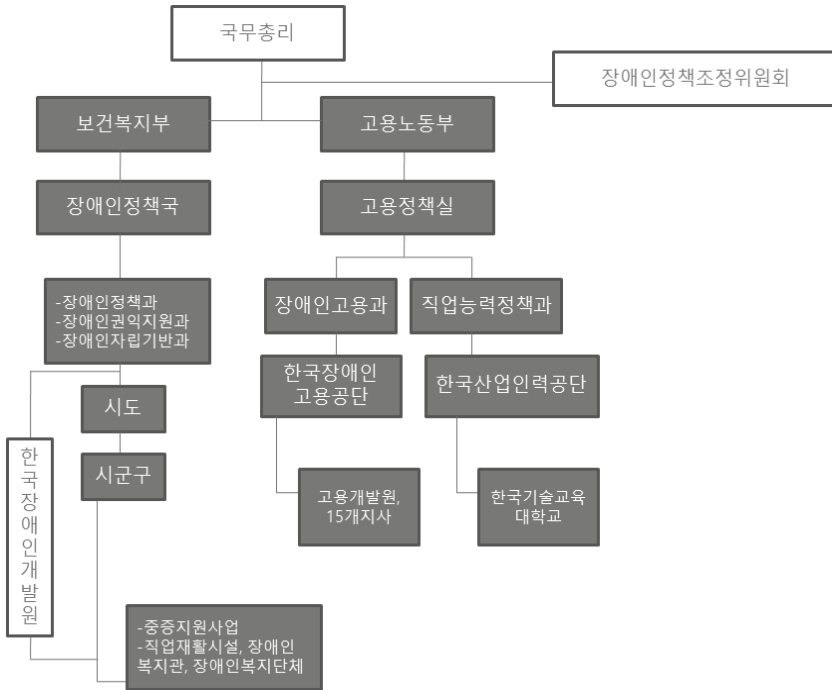 국무총리
장애인정책조정위원회
보건복지부
고용노동부
장애인정책국
고용정책실
-장애인정책과
-장애인권익지원과
-장애인자립기반과
장애인고용과
직업능력정책과
한국장애인
고용공단
한국산업인력공단
시도
시군구
한국장애인개발원
고용개발원,
15개지사
한국기술교육
대학교
-중증지원사업
-직업재활시설, 장애인
복지관, 장애인복지단체